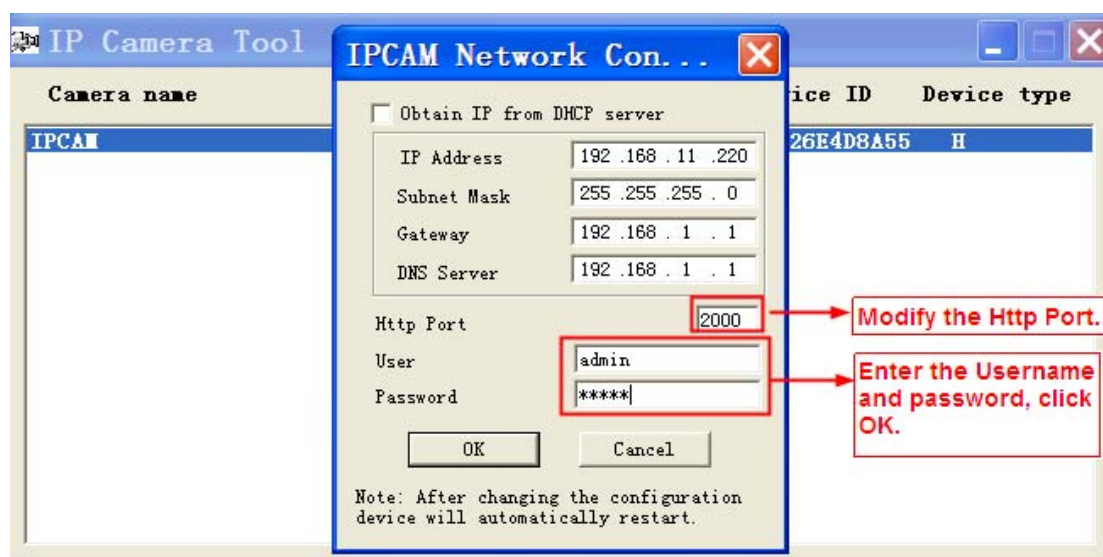 IP Camera Tool
IPCAM Network Con...
Camera name
ice ID
Device type
IPCAM
26E4D8A55
H
Obtain IP from DHCP server
IP Address
192 .168 . 11 .220
Subnet Mask
255 .255 .255 . 0
Gateway
192 .168 . 1 . 1
DNS Server
192 .168 . 1 . 1
Http Port
2000
Modify the Http Port.
User
admin
Password
*****
Enter the Username
and password, click
OK.
OK
Cancel
Note: After changing the configuration
device will automatically restart.